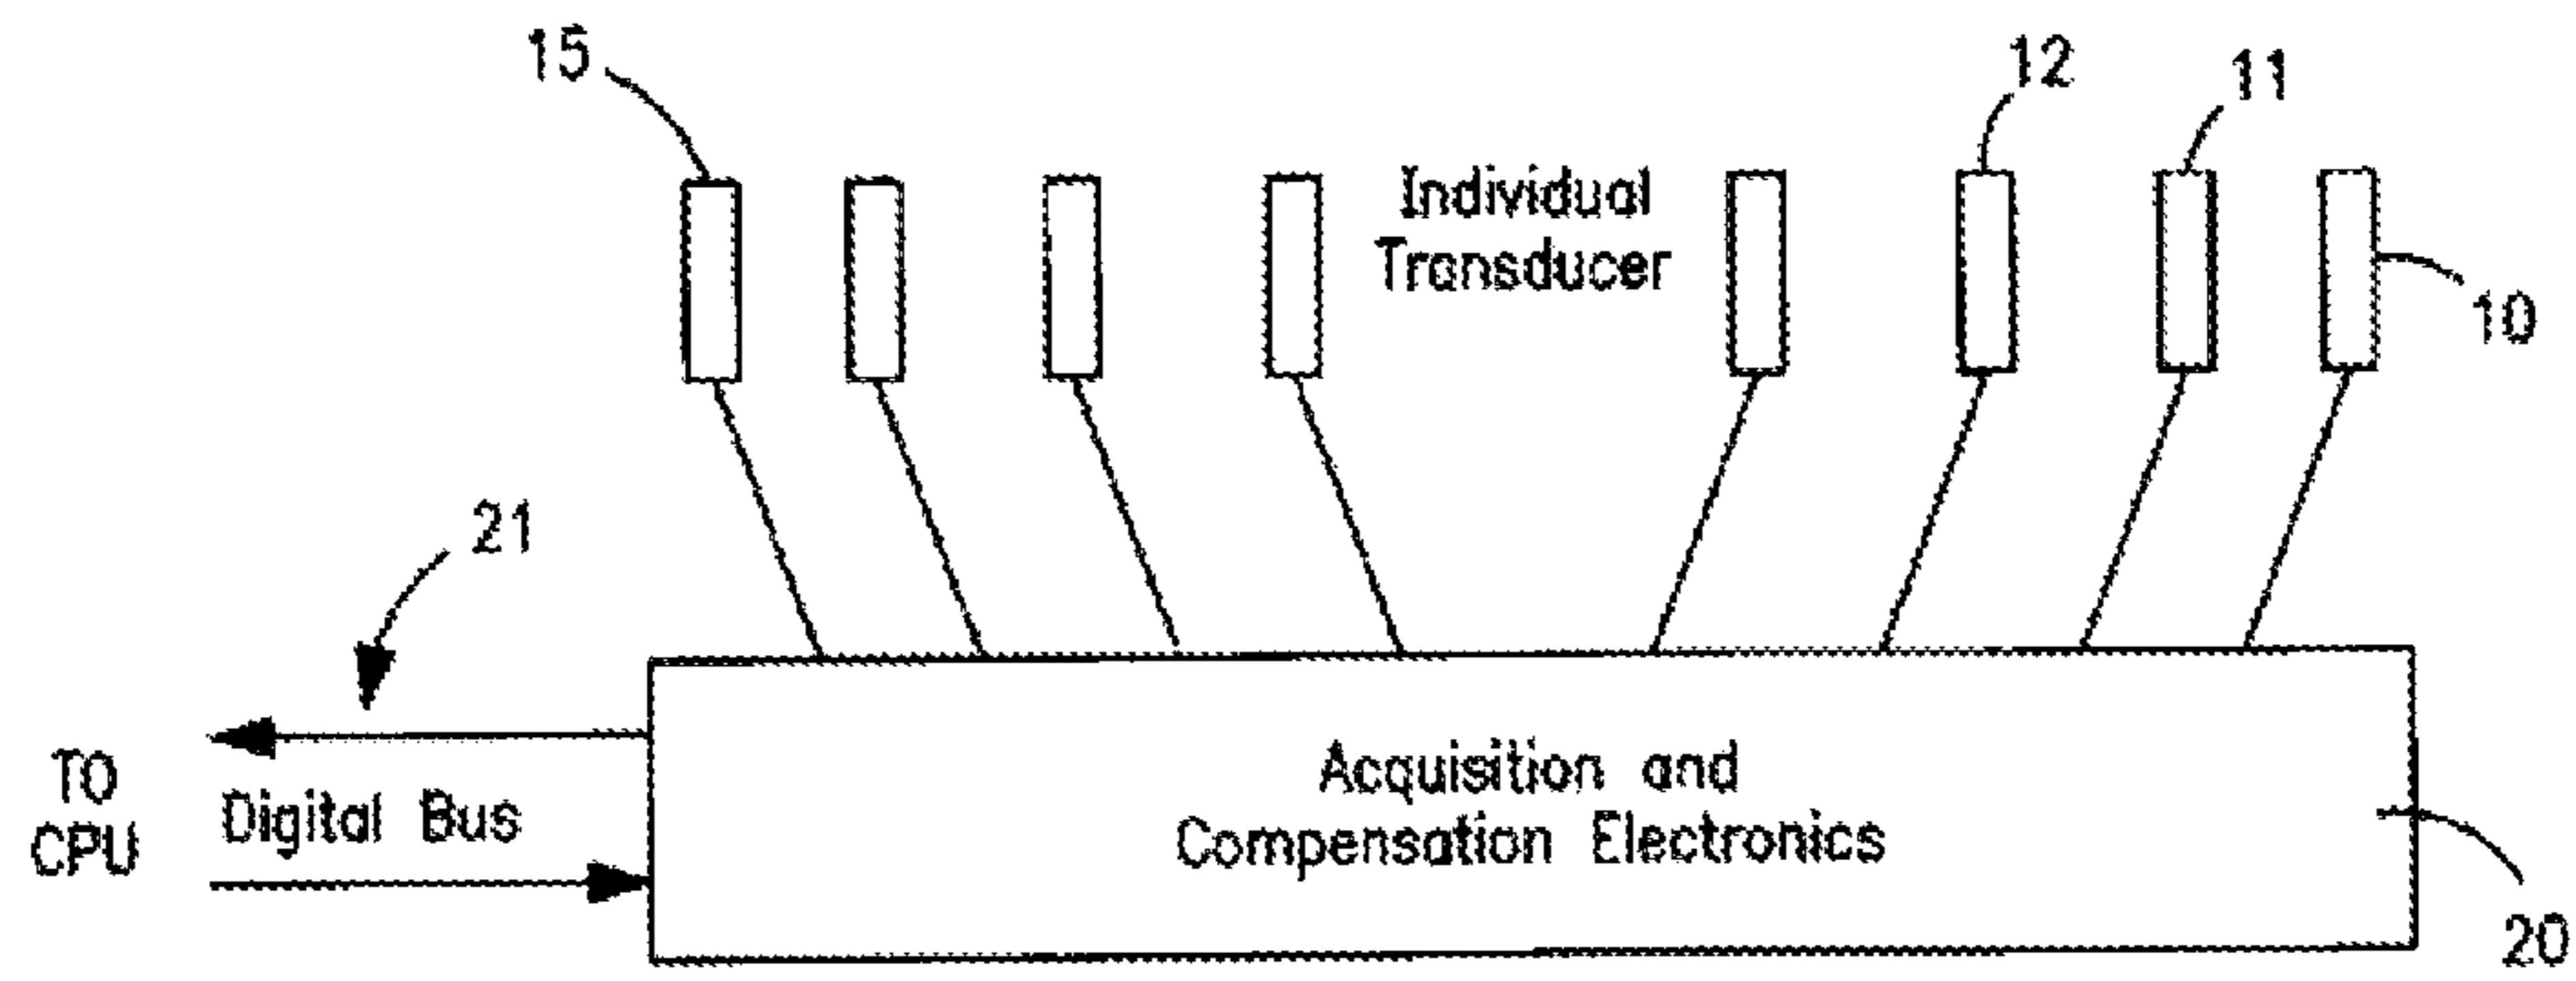 15
12
11
Individual
Transducer
10
21
TO
CPU
Digital Bus
Acquisition and
Compensation Electronics
20